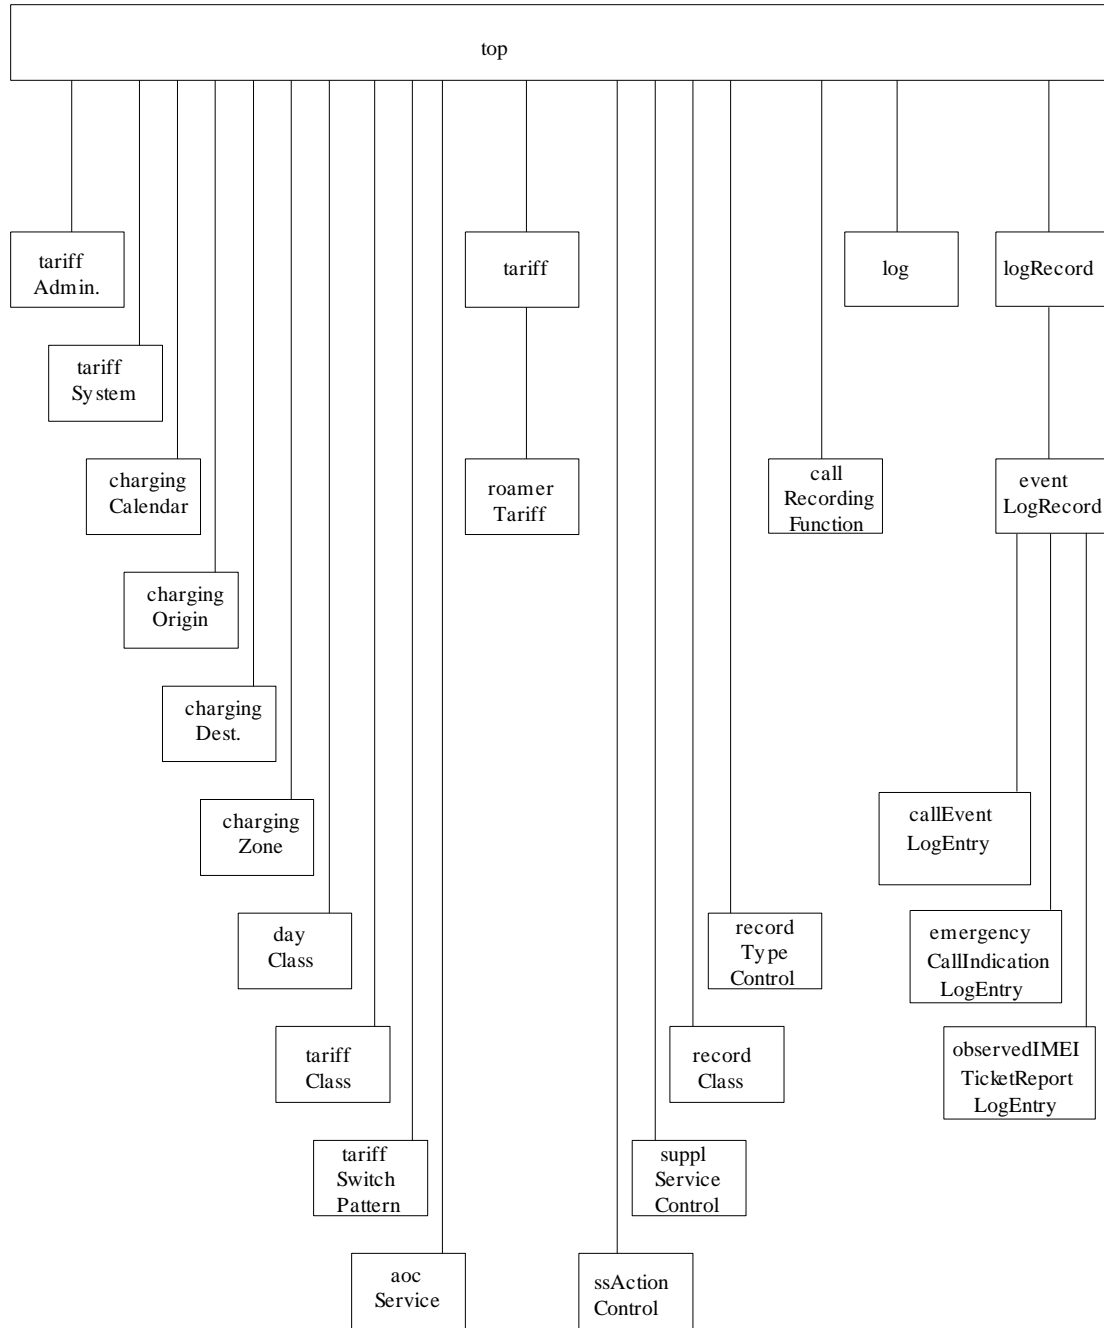 top
tariff
Admin.
tariff
log
logRecord
tariff
System
charging
Calendar
roamer
Tariff
call
Recording
Function
event
LogRecord
charging
Origin
charging
Dest.
charging
Zone
callEvent
LogEntry
day
Class
record
Type
Control
emergency
CallIndication
LogEntry
tariff
Class
record
Class
observedIMEI
TicketReport
LogEntry
tariff
Switch
Pattern
suppl
Service
Control
aoc
Service
ssAction
Control